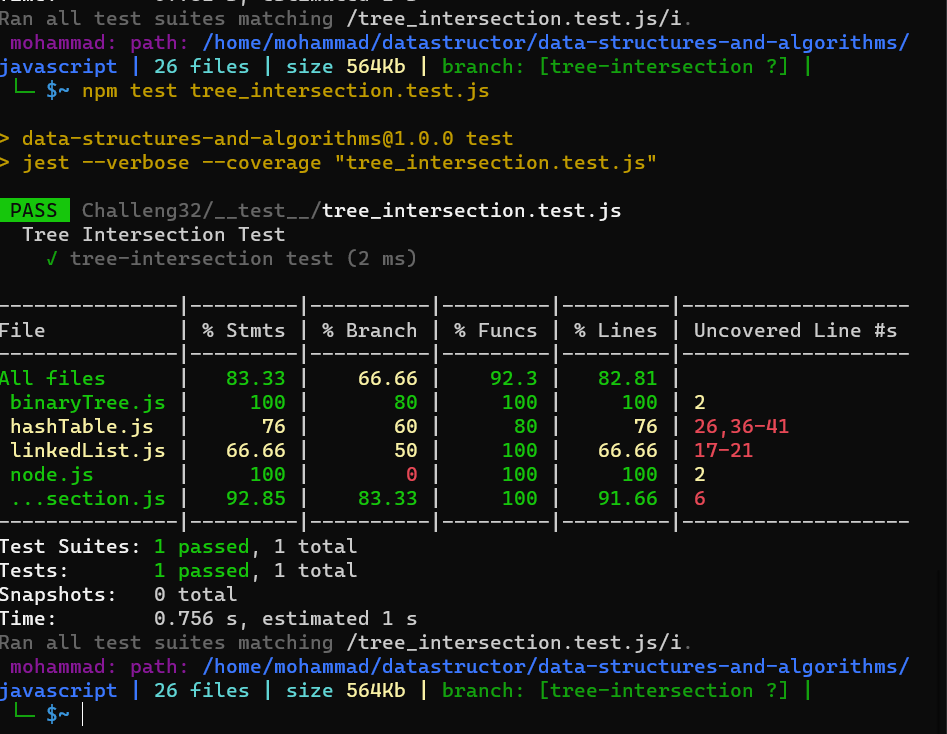 Ran all test suites matching /tree_intersection.test.js/i.
mohammad: path: /home/mohammad/datastructor/data-structures-and-algorithms/
javascript | 26 files | size 564Kb | branch: [tree-intersection ?] |
└─ $~ npm test tree_intersection.test.js
> data-structures-and-algorithms@1.0.0 test
> jest --verbose --coverage "tree_intersection.test.js"
PASS Challeng32/__test__/tree_intersection.test.js
Tree Intersection Test
√ tree-intersection test (2 ms)
---------------|---------|----------|---------|---------|-------------------
File | % Stmts | % Branch | % Funcs | % Lines | Uncovered Line #s
---------------|---------|----------|---------|---------|-------------------
All files | 83.33 | 66.66 | 92.3 | 82.81 |
binaryTree.js | 100 | 80 | 100 | 100 | 2
hashTable.js | 76 | 60 | 80 | 76 | 26,36-41
linkedList.js | 66.66 | 50 | 100 | 66.66 | 17-21
node.js | 100 | 0 | 100 | 100 | 2
...section.js | 92.85 | 83.33 | 100 | 91.66 | 6
---------------|---------|----------|---------|---------|-------------------
Test Suites: 1 passed, 1 total
Tests: 1 passed, 1 total
Snapshots: 0 total
Time: 0.756 s, estimated 1 s
Ran all test suites matching /tree_intersection.test.js/i.
mohammad: path: /home/mohammad/datastructor/data-structures-and-algorithms/
javascript | 26 files | size 564Kb | branch: [tree-intersection ?] |
└─ $~